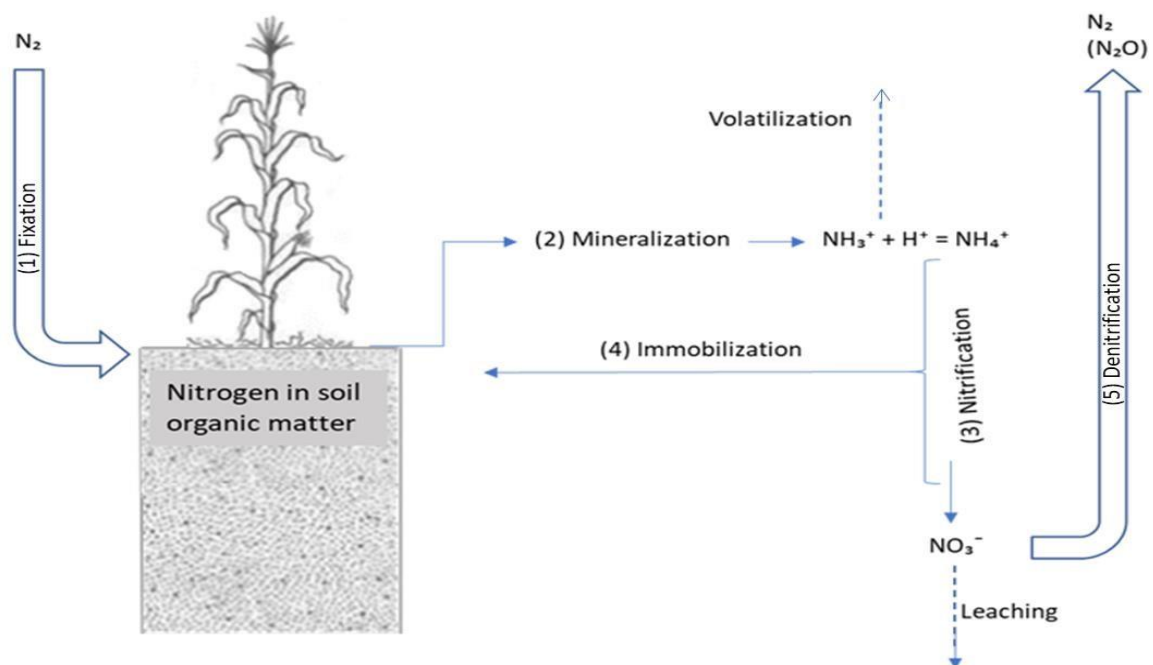 N₂
(1) Fixation
Nitrogen in soil
organic matter
(2) Mineralization
Volatilization
NH₃⁺ + H⁺ = NH₄⁺
(3) Nitrification
(4) Immobilization
NO₃⁻
Leaching
(5) Denitrification
N₂
(N₂O)